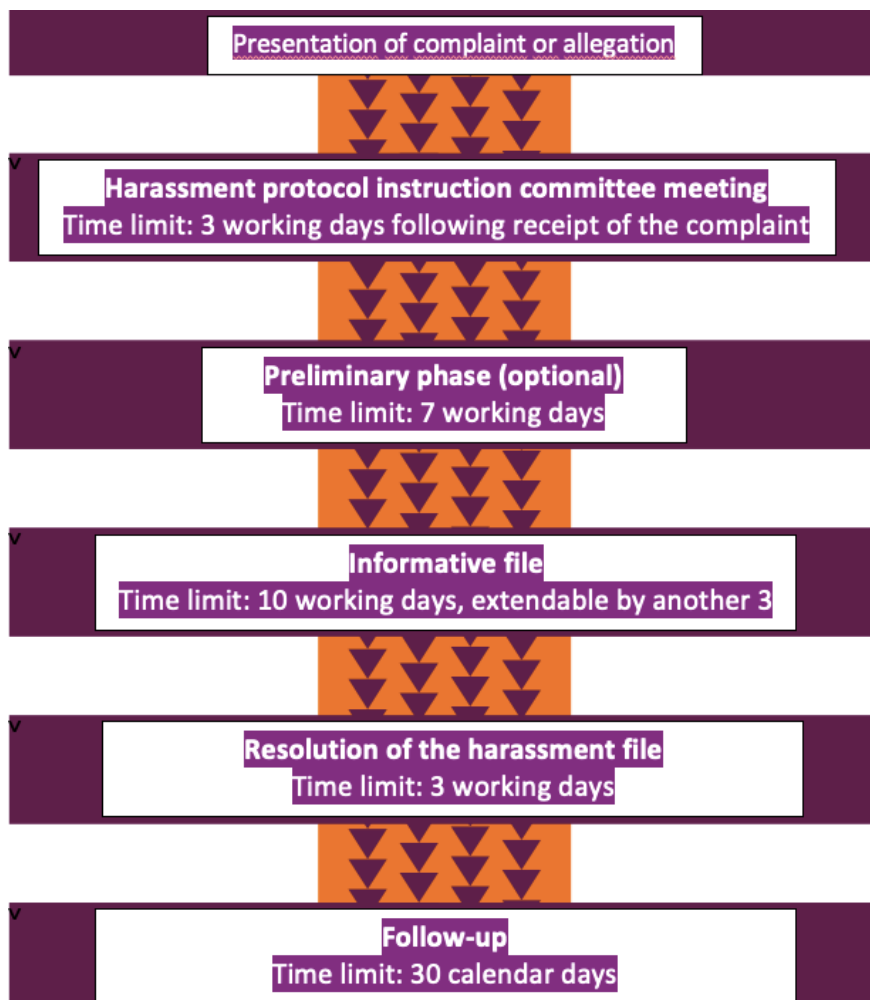 Presentation of complaint or allegation
v
Harassment protocol instruction committee meeting
Time limit: 3 working days following receipt of the complaint
v
Preliminary phase (optional)
Time limit: 7 working days
v
Informative file
Time limit: 10 working days, extendable by another 3
v
Resolution of the harassment file
Time limit: 3 working days
v
Follow-up
Time limit: 30 calendar days